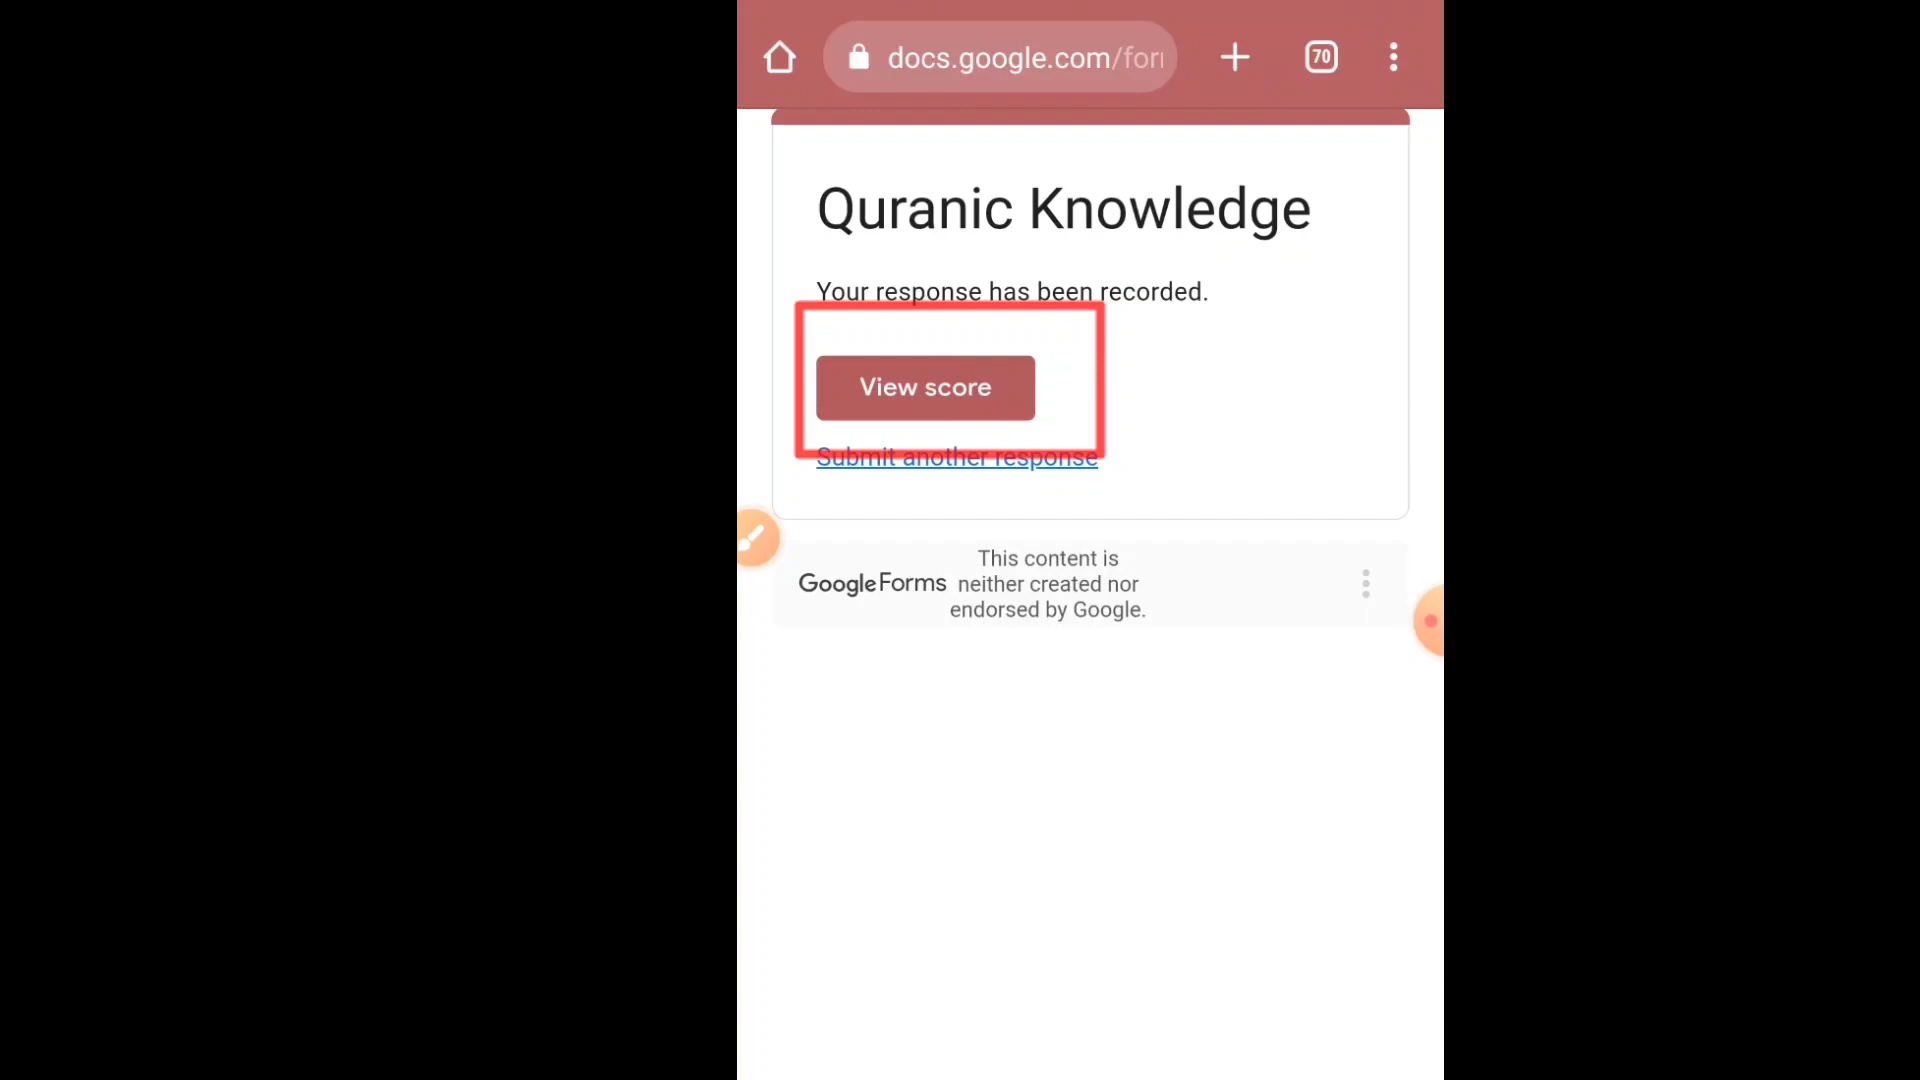 docs.google.com/for
70
Quranic Knowledge
Your response has been recorded.
View score
Submit another response
This content is
Google Forms neither created nor
endorsed by Google.